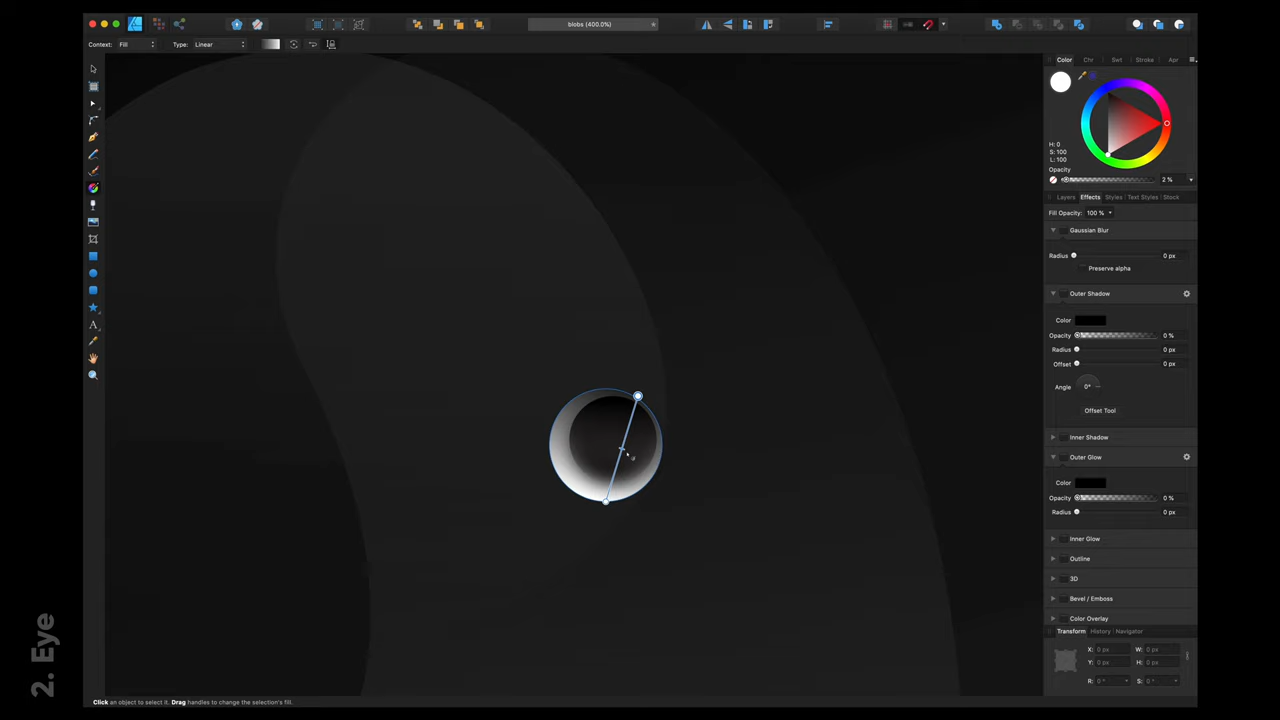 blobs (400.0%)
Context: Fill Type: Linear
Color Chr Swt Stroke Apr
H: 0
S: 100
L: 100
Opacity
2 %
Layers Effects Styles Text Styles Stock
Fill Opacity: 100 %
Gaussian Blur
Radius 0 px
Preserve alpha
Outer Shadow
Color
Opacity 0 %
Radius 0 px
Offset 0 px
Angle 0°
Offset Tool
Inner Shadow
Outer Glow
Color
Opacity 0 %
Radius 0 px
Inner Glow
Outline
3D
Bevel / Emboss
Color Overlay
Transform History Navigator
X: 0 px W: 0 px
Y: 0 px H: 0 px
R: 0 ° S: 0 °
2. Eye
Click an object to select it. Drag handles to change the selection's fill.